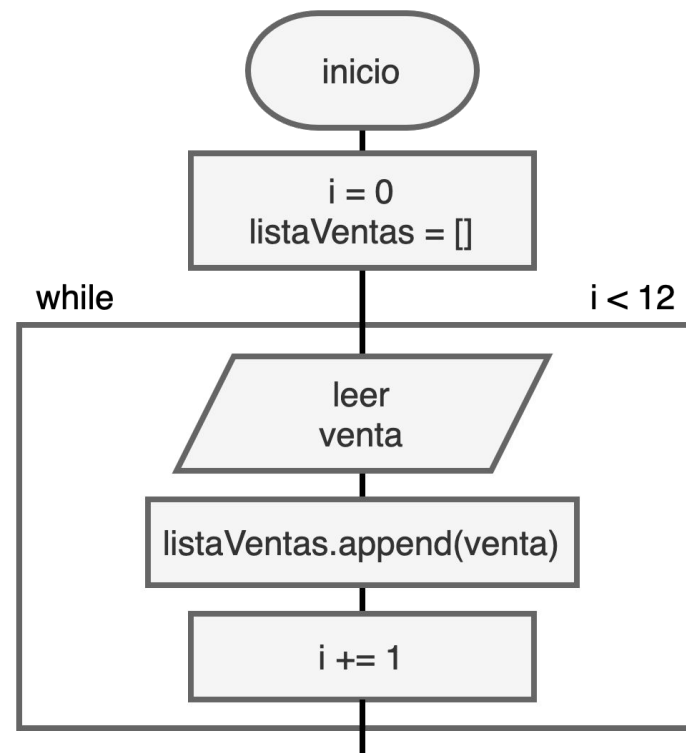 inicio
i = 0
listaVentas = []
while
i < 12
leer
venta
listaVentas.append(venta)
i += 1